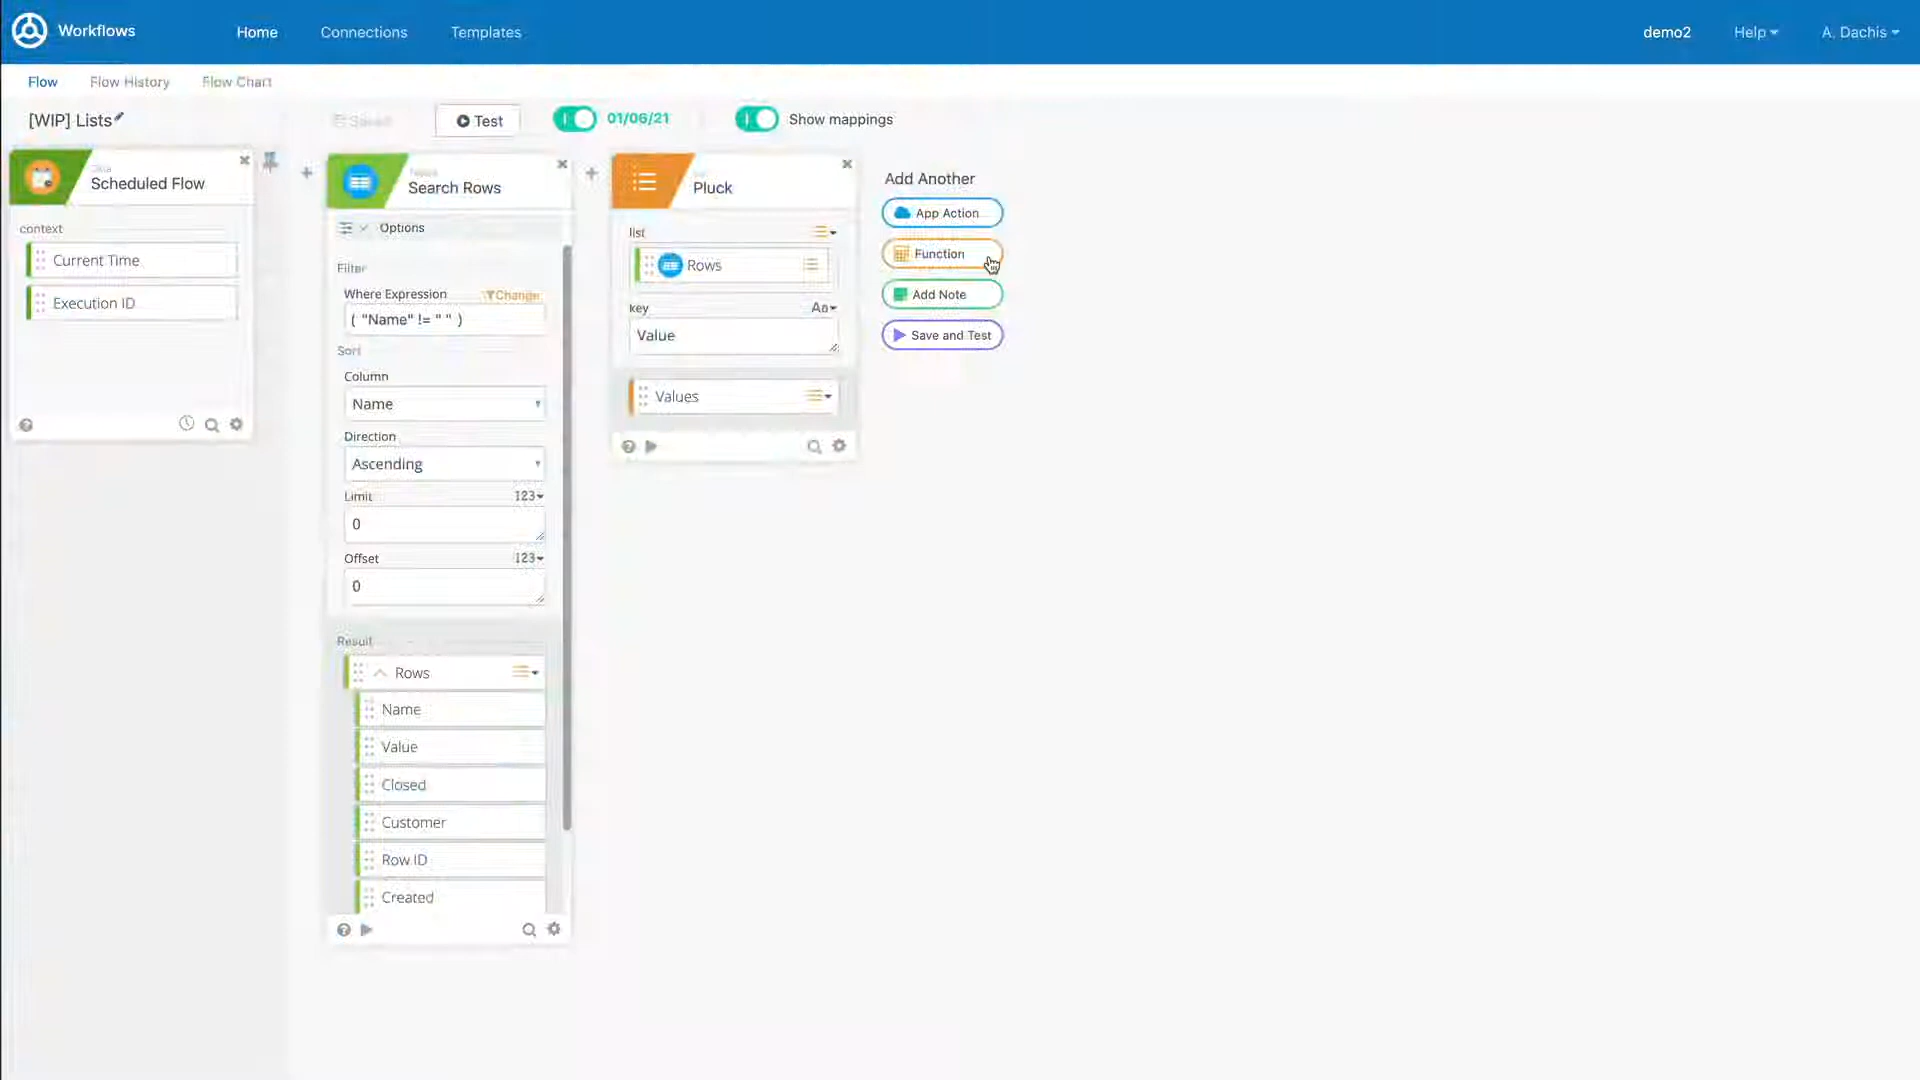 Workflows
Home
Connections
Templates
demo2
Help
A. Dachis
Flow
Flow History
Flow Chart
[WIP] Lists
Saved
Test
01/06/21
Show mappings
Scheduled Flow
context
Current Time
Execution ID
Tables
Search Rows
Options
Filter
Where Expression
Change
( "Name" != " " )
Sort
Column
Name
Direction
Ascending
Limit
123
0
Offset
123
0
Result
Rows
Name
Value
Closed
Customer
Row ID
Created
Pluck
list
Rows
key
Aa
Value
Values
Add Another
App Action
Function
Add Note
Save and Test